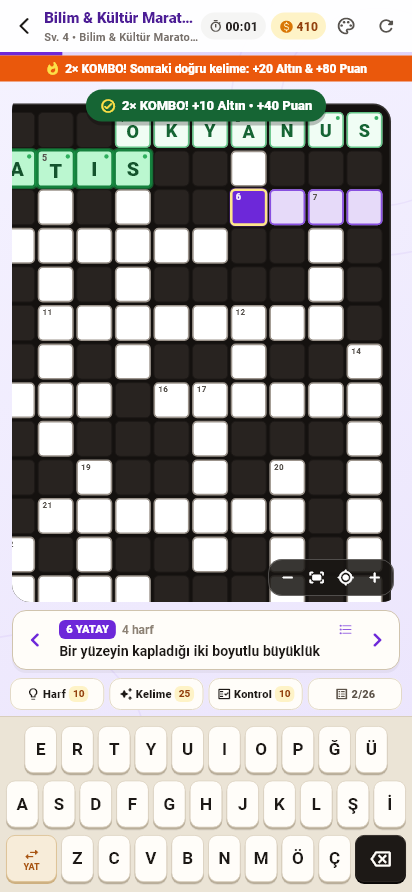 Bilim & Kültür Marat...
Sv. 4 • Bilim & Kültür Marato...
00:01
410
2× KOMBO! Sonraki doğru kelime: +20 Altın & +80 Puan
2× KOMBO! +10 Altın • +40 Puan
O K Y A N U S
A 5 T I S
6 7
11 12
14
16 17
19 20
21
6 YATAY 4 harf
Bir yüzeyin kapladığı iki boyutlu büyüklük
Harf 10 Kelime 25 Kontrol 10 2/26
E R T Y U I O P Ğ Ü
A S D F G H J K L Ş İ
YAT Z C V B N M Ö Ç